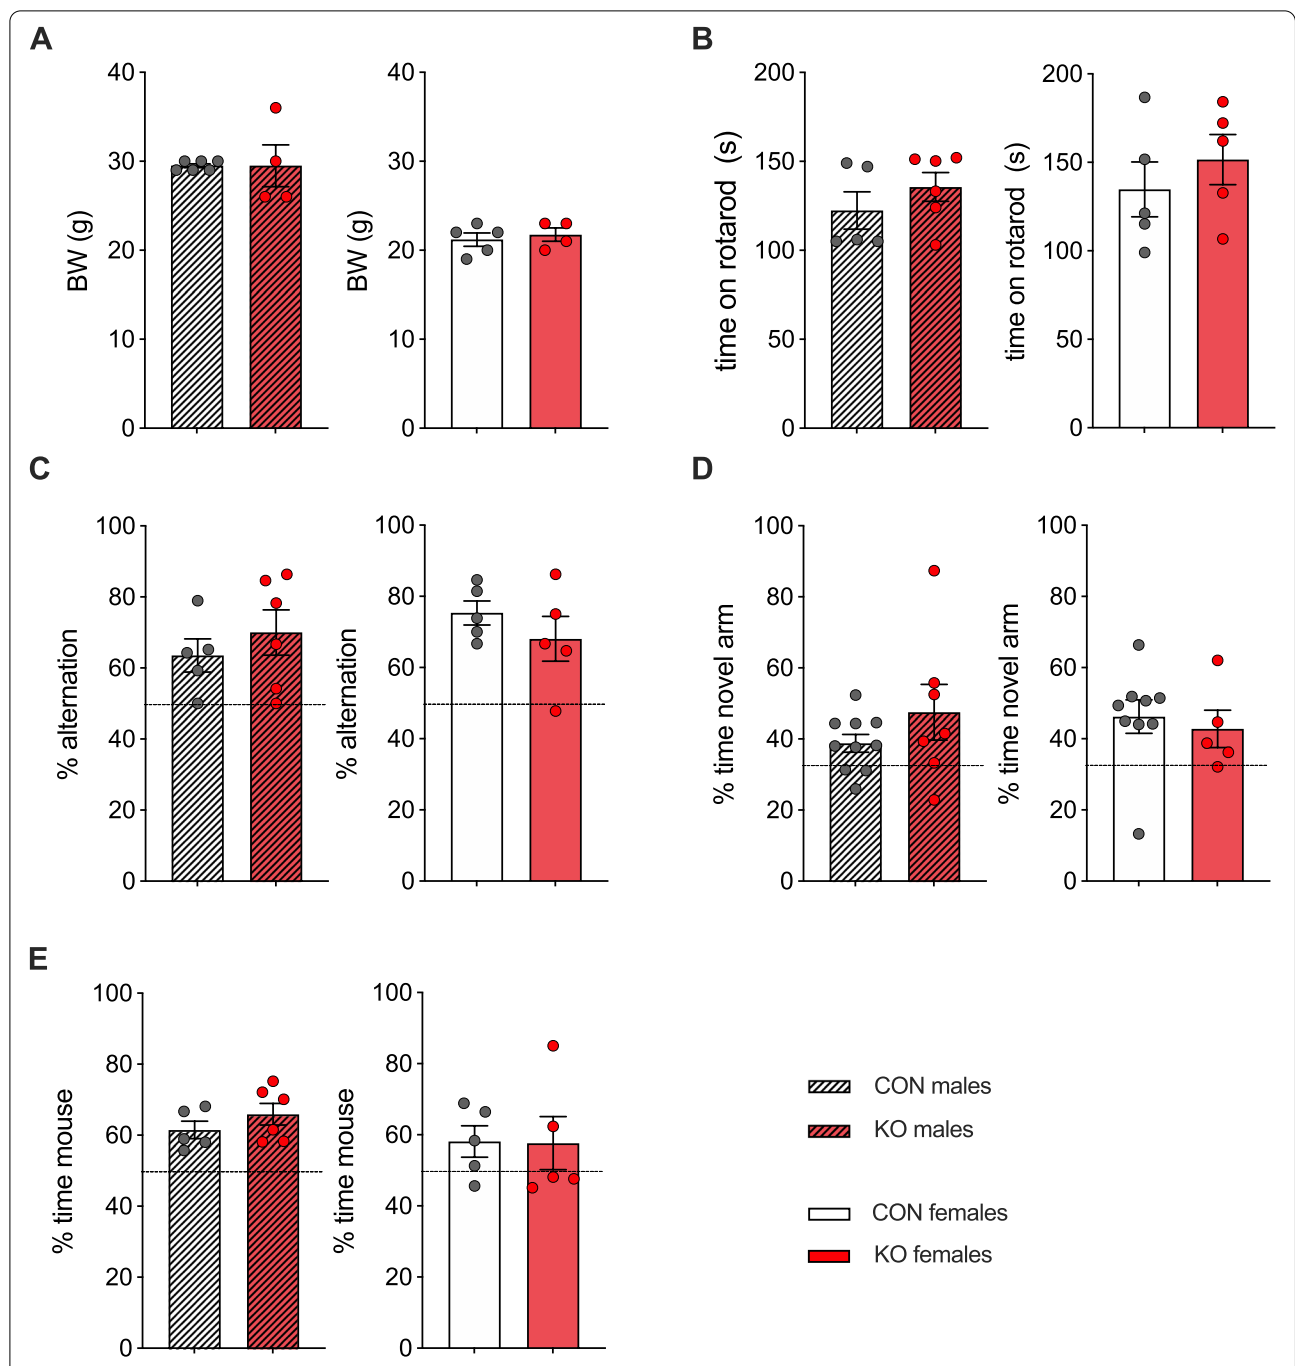 A
B
40
30
20
10
0
BW (g)
40
30
20
10
0
BW (g)
200
150
100
50
0
time on rotarod (s)
200
150
100
50
0
time on rotarod (s)
C
D
100
80
60
40
20
0
% alternation
100
80
60
40
20
0
% alternation
100
80
60
40
20
0
% time novel arm
100
80
60
40
20
0
% time novel arm
E
100
80
60
40
20
0
% time mouse
100
80
60
40
20
0
% time mouse
CON males
KO males
CON females
KO females